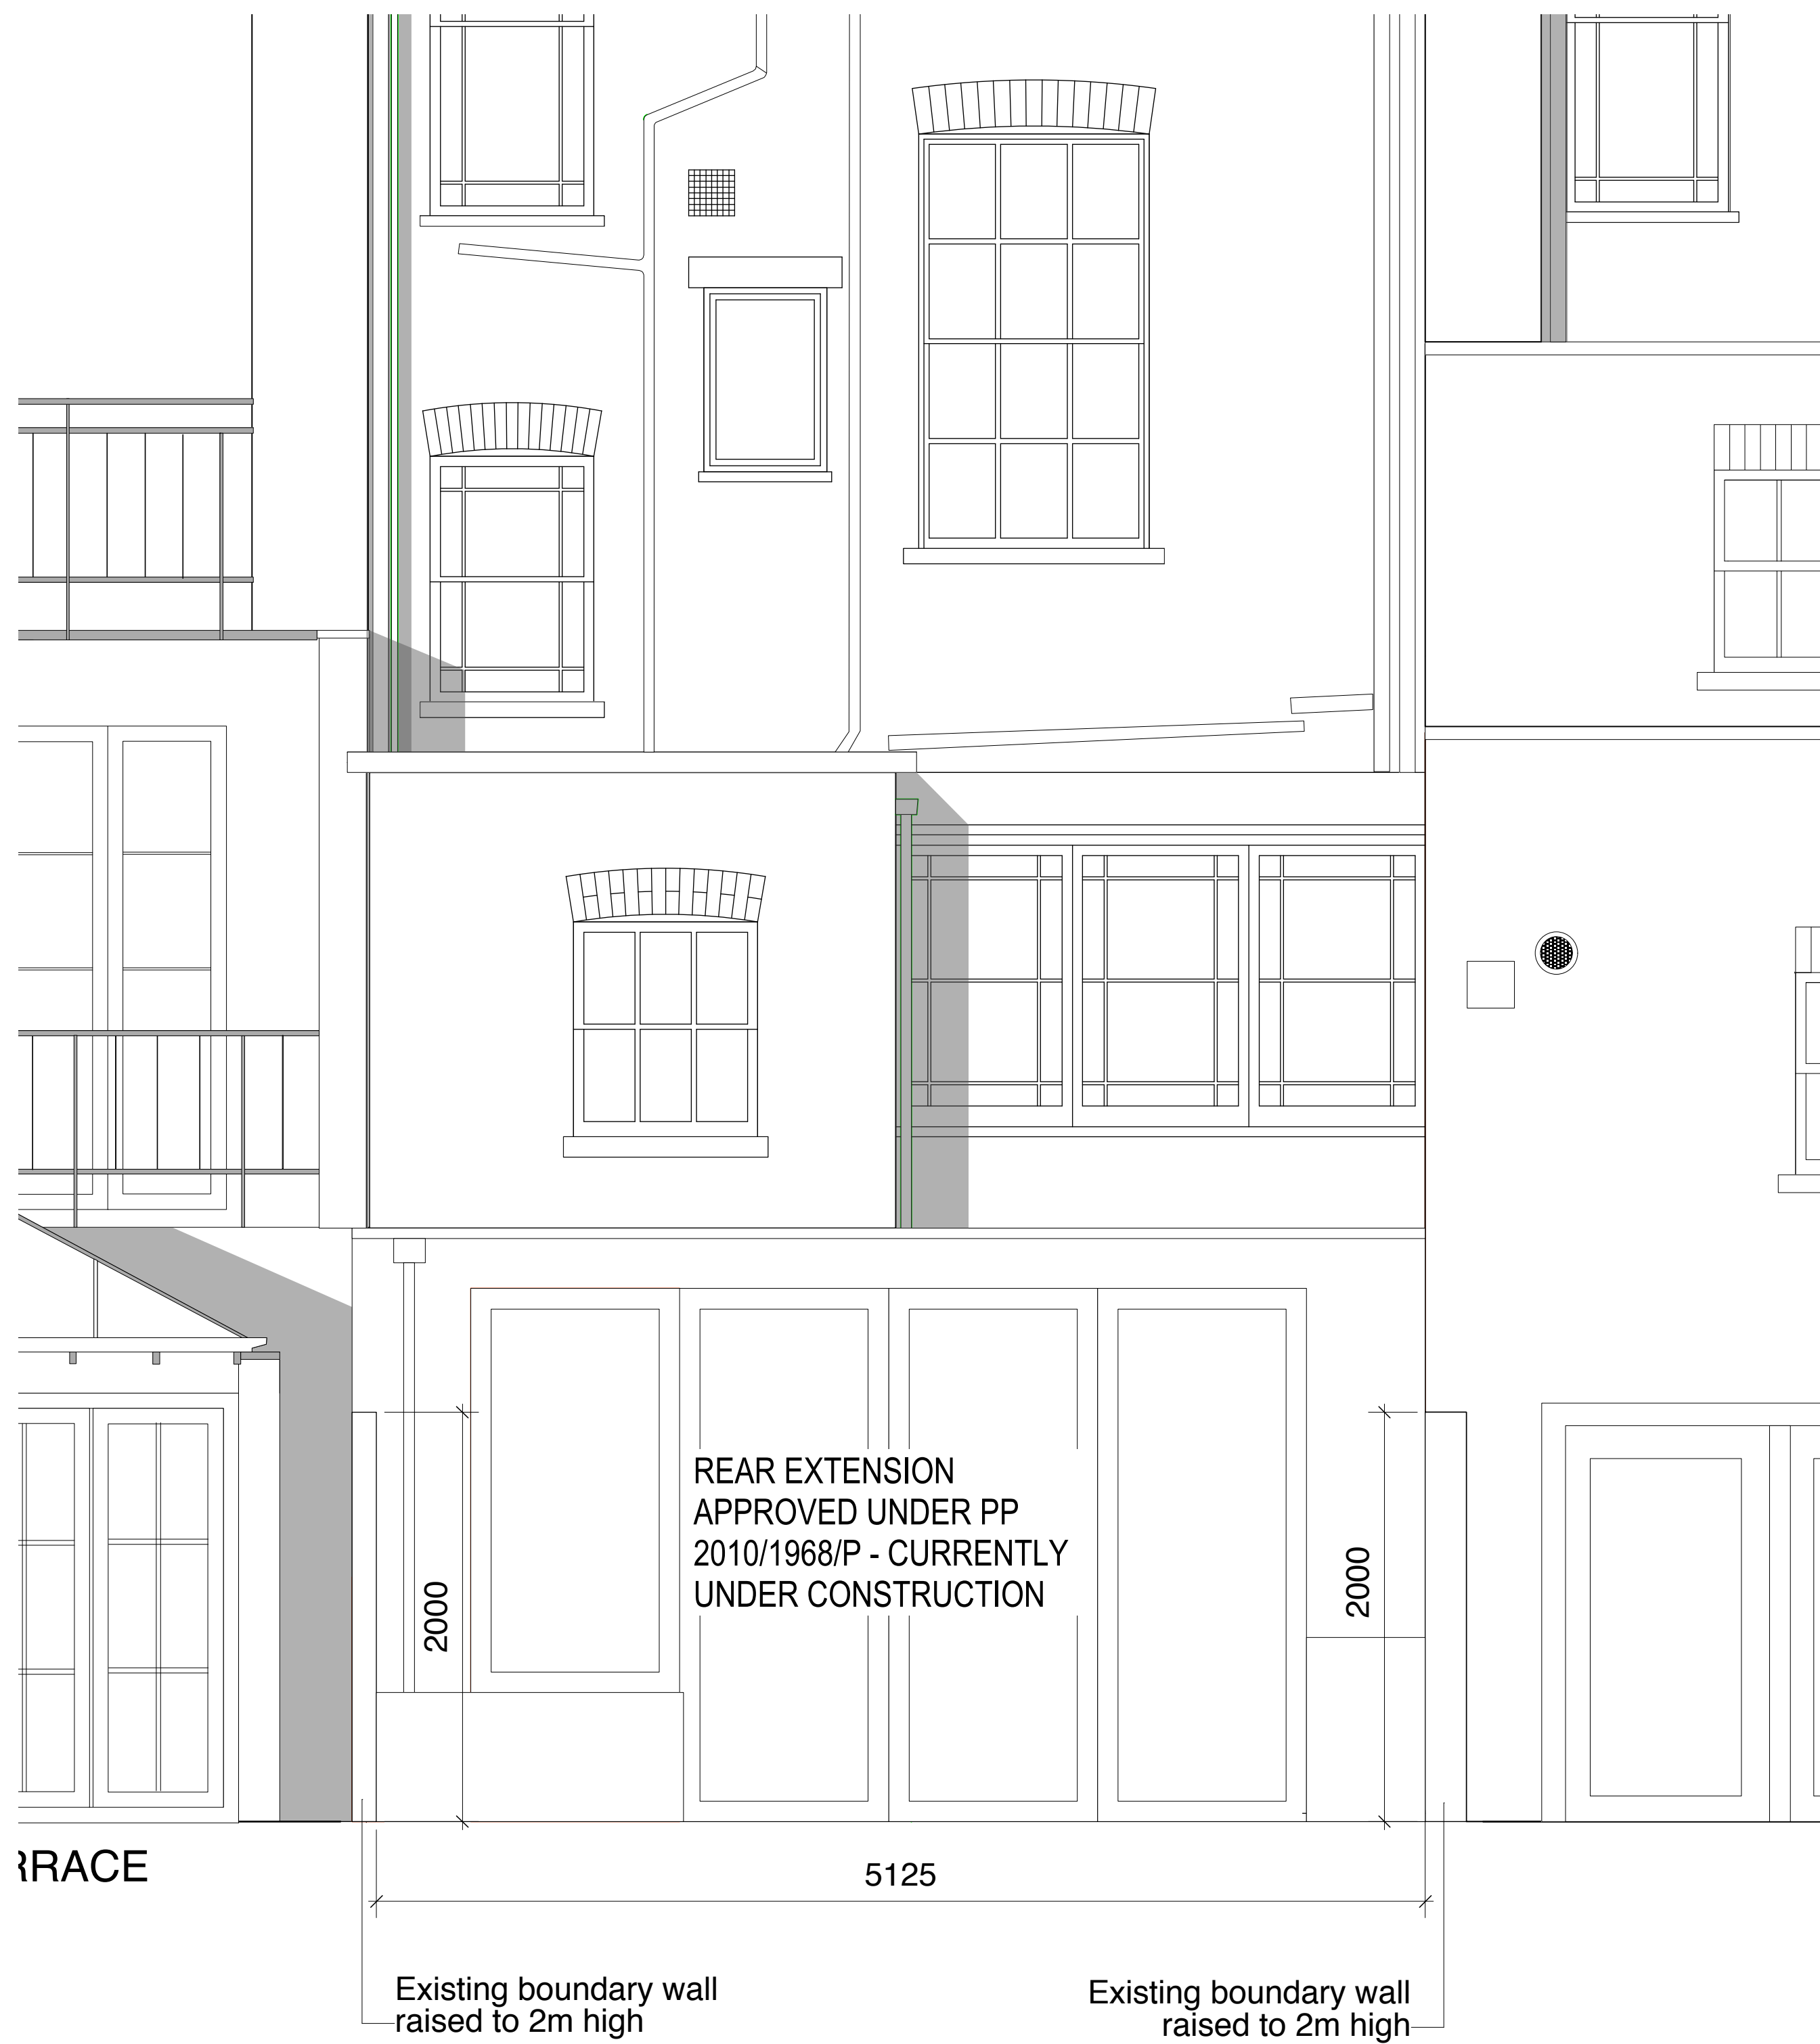 REAR EXTENSION
APPROVED UNDER PP
2010/1968/P - CURRENTLY
UNDER CONSTRUCTION
2000
2000
RRACE
5125
Existing boundary wall
raised to 2m high
Existing boundary wall
raised to 2m high